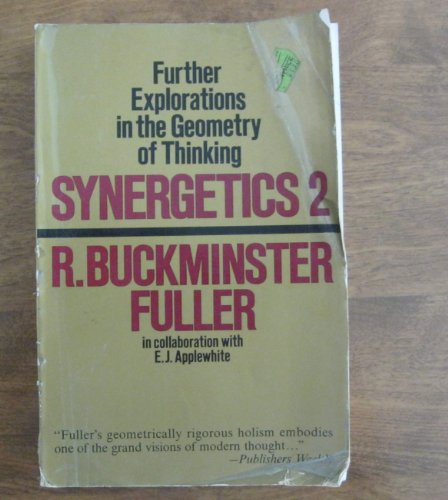 Further
Explorations
in the Geometry
of Thinking
SYNERGETICS 2
R. BUCKMINSTER
FULLER
in collaboration with
E.J. Applewhite
"Fuller's geometrically rigorous holism embodies
one of the grand visions of modern thought..."
—Publishers Weekly